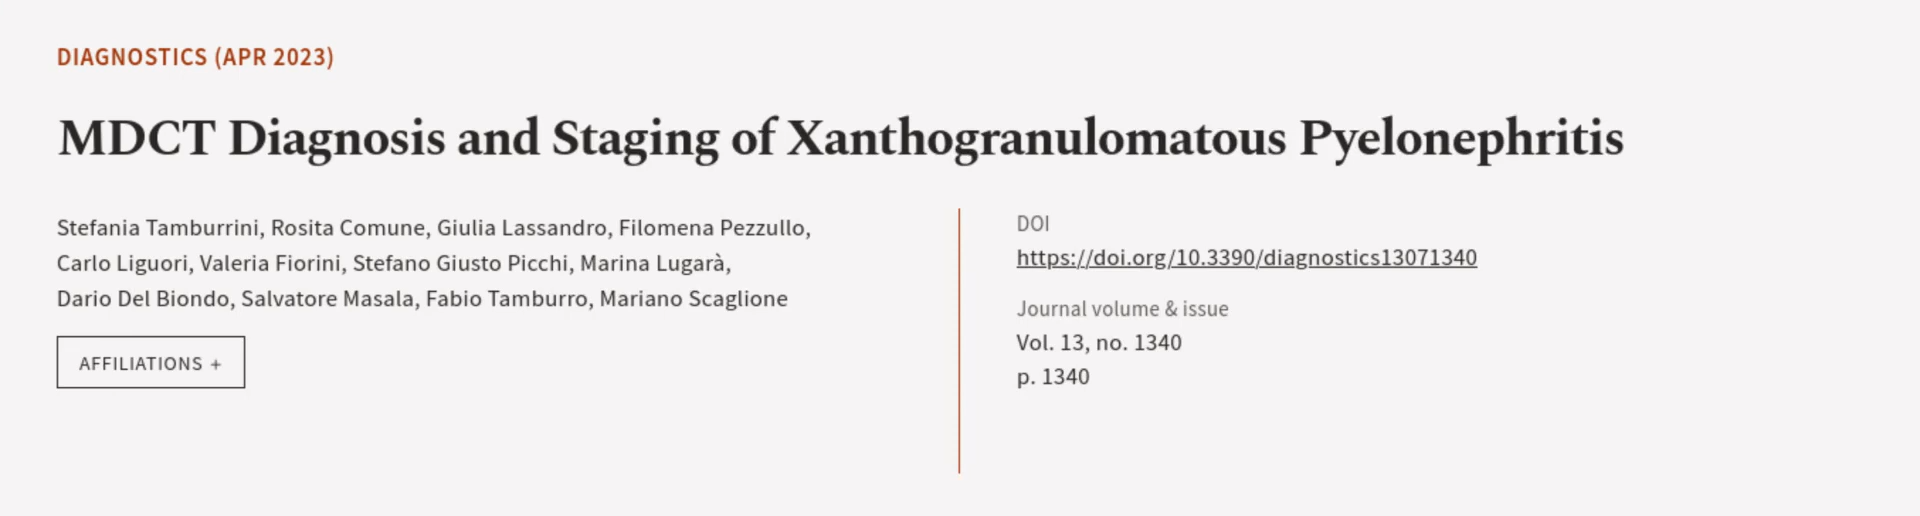 DIAGNOSTICS (APR 2023)
MDCT Diagnosis and Staging of Xanthogranulomatous Pyelonephritis
Stefania Tamburrini, Rosita Comune, Giulia Lassandro, Filomena Pezzullo,
Carlo Liguori, Valeria Fiorini, Stefano Giusto Picchi, Marina Lugarà,
Dario Del Biondo, Salvatore Masala, Fabio Tamburro, Mariano Scaglione
AFFILIATIONS +
DOI
https://doi.org/10.3390/diagnostics13071340
Journal volume & issue
Vol. 13, no. 1340
p. 1340